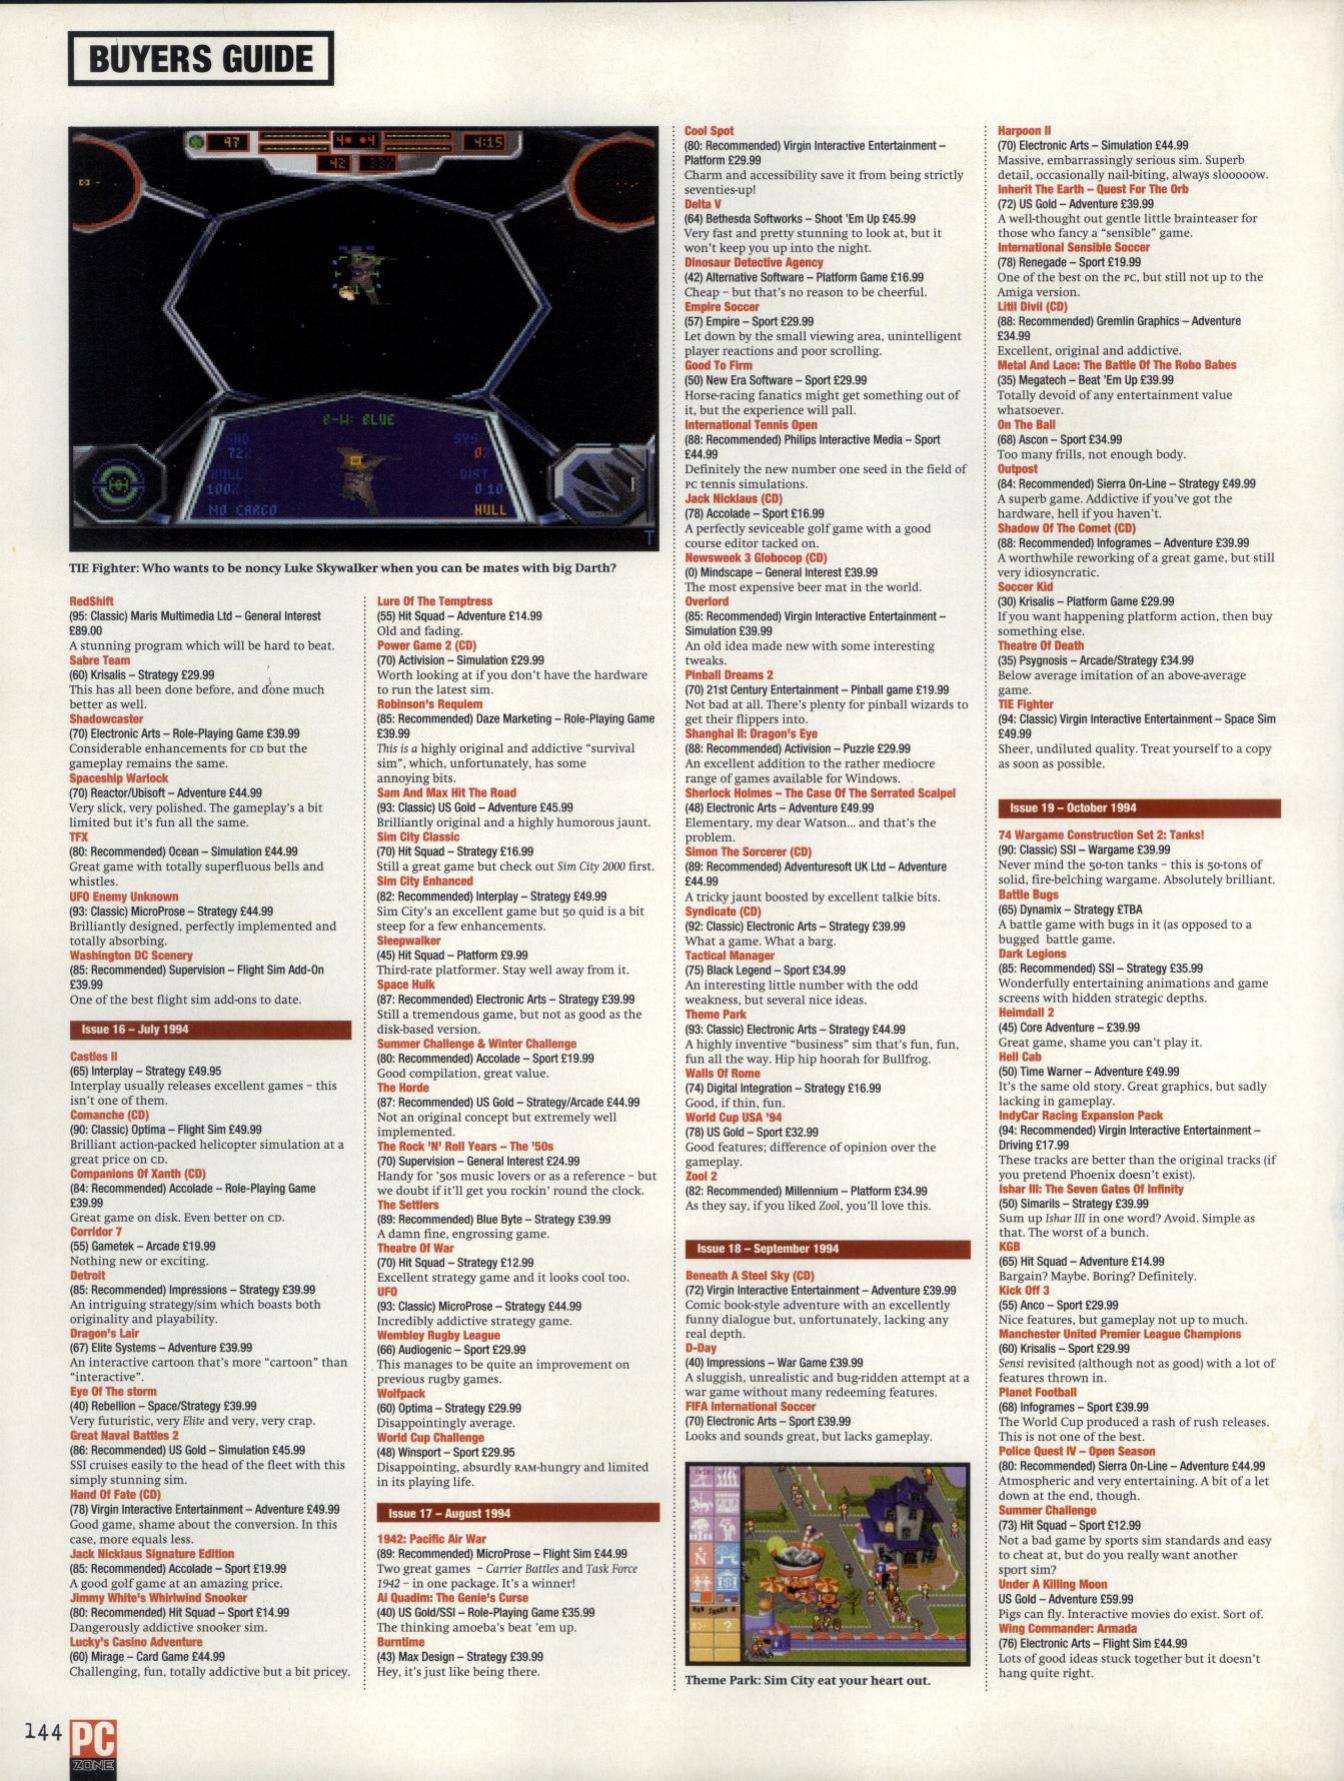 BUYERS GUIDE
97
4 4
4:15
42
337
B-W: BLUE
SHD
72%
SYS
0%
HULL
100%
DIST
0.10
NO CARGO
HULL
T
TIE Fighter: Who wants to be noncy Luke Skywalker when you can be mates with big Darth?
RedShift
(95: Classic) Maris Multimedia Ltd – General Interest
£89.00
A stunning program which will be hard to beat.
Sabre Team
(60) Krisalis – Strategy £29.99
This has all been done before, and done much
better as well.
Shadowcaster
(70) Electronic Arts – Role-Playing Game £39.99
Considerable enhancements for CD but the
gameplay remains the same.
Spaceship Warlock
(70) Reactor/Ubisoft – Adventure £44.99
Very slick, very polished. The gameplay's a bit
limited but it's fun all the same.
TFX
(80: Recommended) Ocean – Simulation £44.99
Great game with totally superfluous bells and
whistles.
UFO Enemy Unknown
(93: Classic) MicroProse – Strategy £44.99
Brilliantly designed, perfectly implemented and
totally absorbing.
Washington DC Scenery
(85: Recommended) Supervision – Flight Sim Add-On
£39.99
One of the best flight sim add-ons to date.
Issue 16 – July 1994
Castles II
(65) Interplay – Strategy £49.95
Interplay usually releases excellent games – this
isn't one of them.
Comanche (CD)
(90: Classic) Optima – Flight Sim £49.99
Brilliant action-packed helicopter simulation at a
great price on CD.
Companions Of Xanth (CD)
(84: Recommended) Accolade – Role-Playing Game
£39.99
Great game on disk. Even better on CD.
Corridor 7
(55) Gametek – Arcade £19.99
Nothing new or exciting.
Detroit
(85: Recommended) Impressions – Strategy £39.99
An intriguing strategy/sim which boasts both
originality and playability.
Dragon's Lair
(67) Elite Systems – Adventure £39.99
An interactive cartoon that's more "cartoon" than
"interactive".
Eye Of The storm
(40) Rebellion – Space/Strategy £39.99
Very futuristic, very Elite and very, very crap.
Great Naval Battles 2
(86: Recommended) US Gold – Simulation £45.99
SSI cruises easily to the head of the fleet with this
simply stunning sim.
Hand Of Fate (CD)
(78) Virgin Interactive Entertainment – Adventure £49.99
Good game, shame about the conversion. In this
case, more equals less.
Jack Nicklaus Signature Edition
(85: Recommended) Accolade – Sport £19.99
A good golf game at an amazing price.
Jimmy White's Whirlwind Snooker
(80: Recommended) Hit Squad – Sport £14.99
Dangerously addictive snooker sim.
Lucky's Casino Adventure
(60) Mirage – Card Game £44.99
Challenging, fun, totally addictive but a bit pricey.
Lure Of The Temptress
(55) Hit Squad – Adventure £14.99
Old and fading.
Power Game 2 (CD)
(70) Activision – Simulation £29.99
Worth looking at if you don't have the hardware
to run the latest sim.
Robinson's Requiem
(85: Recommended) Daze Marketing – Role-Playing Game
£39.99
This is a highly original and addictive "survival
sim", which, unfortunately, has some
annoying bits.
Sam And Max Hit The Road
(93: Classic) US Gold – Adventure £45.99
Brilliantly original and a highly humorous jaunt.
Sim City Classic
(70) Hit Squad – Strategy £16.99
Still a great game but check out Sim City 2000 first.
Sim City Enhanced
(82: Recommended) Interplay – Strategy £49.99
Sim City's an excellent game but 50 quid is a bit
steep for a few enhancements.
Sleepwalker
(45) Hit Squad – Platform £9.99
Third-rate platformer. Stay well away from it.
Space Hulk
(87: Recommended) Electronic Arts – Strategy £39.99
Still a tremendous game, but not as good as the
disk-based version.
Summer Challenge & Winter Challenge
(80: Recommended) Accolade – Sport £19.99
Good compilation, great value.
The Horde
(87: Recommended) US Gold – Strategy/Arcade £44.99
Not an original concept but extremely well
implemented.
The Rock 'N' Roll Years – The '50s
(70) Supervision – General Interest £24.99
Handy for '50s music lovers or as a reference – but
we doubt if it'll get you rockin' round the clock.
The Settlers
(89: Recommended) Blue Byte – Strategy £39.99
A damn fine, engrossing game.
Theatre Of War
(70) Hit Squad – Strategy £12.99
Excellent strategy game and it looks cool too.
UFO
(93: Classic) MicroProse – Strategy £44.99
Incredibly addictive strategy game.
Wembley Rugby League
(66) Audiogenic – Sport £29.99
This manages to be quite an improvement on
previous rugby games.
Wolfpack
(60) Optima – Strategy £29.99
Disappointingly average.
World Cup Challenge
(48) Winsport – Sport £29.95
Disappointing, absurdly RAM-hungry and limited
in its playing life.
Issue 17 – August 1994
1942: Pacific Air War
(89: Recommended) MicroProse – Flight Sim £44.99
Two great games – Carrier Battles and Task Force
1942 – in one package. It's a winner!
Al Quadim: The Genie's Curse
(40) US Gold/SSI – Role-Playing Game £35.99
The thinking amoeba's beat 'em up.
Burntime
(43) Max Design – Strategy £39.99
Hey, it's just like being there.
Cool Spot
(80: Recommended) Virgin Interactive Entertainment –
Platform £29.99
Charm and accessibility save it from being strictly
seventies-up!
Delta V
(64) Bethesda Softworks – Shoot 'Em Up £45.99
Very fast and pretty stunning to look at, but it
won't keep you up into the night.
Dinosaur Detective Agency
(42) Alternative Software – Platform Game £16.99
Cheap – but that's no reason to be cheerful.
Empire Soccer
(57) Empire – Sport £29.99
Let down by the small viewing area, unintelligent
player reactions and poor scrolling.
Good To Firm
(50) New Era Software – Sport £29.99
Horse-racing fanatics might get something out of
it, but the experience will pall.
International Tennis Open
(88: Recommended) Philips Interactive Media – Sport
£44.99
Definitely the new number one seed in the field of
PC tennis simulations.
Jack Nicklaus (CD)
(78) Accolade – Sport £16.99
A perfectly seviceable golf game with a good
course editor tacked on.
Newsweek 3 Globocop (CD)
(0) Mindscape – General Interest £39.99
The most expensive beer mat in the world.
Overlord
(85: Recommended) Virgin Interactive Entertainment –
Simulation £39.99
An old idea made new with some interesting
tweaks.
Pinball Dreams 2
(70) 21st Century Entertainment – Pinball game £19.99
Not bad at all. There's plenty for pinball wizards to
get their flippers into.
Shanghai II: Dragon's Eye
(88: Recommended) Activision – Puzzle £29.99
An excellent addition to the rather mediocre
range of games available for Windows.
Sherlock Holmes – The Case Of The Serrated Scalpel
(48) Electronic Arts – Adventure £49.99
Elementary, my dear Watson... and that's the
problem.
Simon The Sorcerer (CD)
(89: Recommended) Adventuresoft UK Ltd – Adventure
£44.99
A tricky jaunt boosted by excellent talkie bits.
Syndicate (CD)
(92: Classic) Electronic Arts – Strategy £39.99
What a game. What a barg.
Tactical Manager
(75) Black Legend – Sport £34.99
An interesting little number with the odd
weakness, but several nice ideas.
Theme Park
(93: Classic) Electronic Arts – Strategy £44.99
A highly inventive "business" sim that's fun, fun,
fun all the way. Hip hip hoorah for Bullfrog.
Walls Of Rome
(74) Digital Integration – Strategy £16.99
Good, if thin, fun.
World Cup USA '94
(78) US Gold – Sport £32.99
Good features; difference of opinion over the
gameplay.
Zool 2
(82: Recommended) Millennium – Platform £34.99
As they say, if you liked Zool, you'll love this.
Issue 18 – September 1994
Beneath A Steel Sky (CD)
(72) Virgin Interactive Entertainment – Adventure £39.99
Comic book-style adventure with an excellently
funny dialogue but, unfortunately, lacking any
real depth.
D-Day
(40) Impressions – War Game £39.99
A sluggish, unrealistic and bug-ridden attempt at a
war game without many redeeming features.
FIFA International Soccer
(70) Electronic Arts – Sport £39.99
Looks and sounds great, but lacks gameplay.
Theme Park: Sim City eat your heart out.
Harpoon II
(70) Electronic Arts – Simulation £44.99
Massive, embarrassingly serious sim. Superb
detail, occasionally nail-biting, always slooooow.
Inherit The Earth – Quest For The Orb
(72) US Gold – Adventure £39.99
A well-thought out gentle little brainteaser for
those who fancy a "sensible" game.
International Sensible Soccer
(78) Renegade – Sport £19.99
One of the best on the PC, but still not up to the
Amiga version.
Litil Divil (CD)
(88: Recommended) Gremlin Graphics – Adventure
£34.99
Excellent, original and addictive.
Metal And Lace: The Battle Of The Robo Babes
(35) Megatech – Beat 'Em Up £39.99
Totally devoid of any entertainment value
whatsoever.
On The Ball
(68) Ascon – Sport £34.99
Too many frills, not enough body.
Outpost
(84: Recommended) Sierra On-Line – Strategy £49.99
A superb game. Addictive if you've got the
hardware, hell if you haven't.
Shadow Of The Comet (CD)
(88: Recommended) Infogrames – Adventure £39.99
A worthwhile reworking of a great game, but still
very idiosyncratic.
Soccer Kid
(30) Krisalis – Platform Game £29.99
If you want happening platform action, then buy
something else.
Theatre Of Death
(35) Psygnosis – Arcade/Strategy £34.99
Below average imitation of an above-average
game.
TIE Fighter
(94: Classic) Virgin Interactive Entertainment – Space Sim
£49.99
Sheer, undiluted quality. Treat yourself to a copy
as soon as possible.
Issue 19 – October 1994
74 Wargame Construction Set 2: Tanks!
(90: Classic) SSI – Wargame £39.99
Never mind the 50-ton tanks – this is 50-tons of
solid, fire-belching wargame. Absolutely brilliant.
Battle Bugs
(65) Dynamix – Strategy £TBA
A battle game with bugs in it (as opposed to a
bugged battle game.
Dark Legions
(85: Recommended) SSI – Strategy £35.99
Wonderfully entertaining animations and game
screens with hidden strategic depths.
Heimdall 2
(45) Core Adventure – £39.99
Great game, shame you can't play it.
Hell Cab
(50) Time Warner – Adventure £49.99
It's the same old story. Great graphics, but sadly
lacking in gameplay.
IndyCar Racing Expansion Pack
(94: Recommended) Virgin Interactive Entertainment –
Driving £17.99
These tracks are better than the original tracks (if
you pretend Phoenix doesn't exist).
Ishar III: The Seven Gates Of Infinity
(50) Simarils – Strategy £39.99
Sum up Ishar III in one word? Avoid. Simple as
that. The worst of a bunch.
KGB
(65) Hit Squad – Adventure £14.99
Bargain? Maybe. Boring? Definitely.
Kick Off 3
(55) Anco – Sport £29.99
Nice features, but gameplay not up to much.
Manchester United Premier League Champions
(60) Krisalis – Sport £29.99
Sensi revisited (although not as good) with a lot of
features thrown in.
Planet Football
(68) Infogrames – Sport £39.99
The World Cup produced a rash of rush releases.
This is not one of the best.
Police Quest IV – Open Season
(80: Recommended) Sierra On-Line – Adventure £44.99
Atmospheric and very entertaining. A bit of a let
down at the end, though.
Summer Challenge
(73) Hit Squad – Sport £12.99
Not a bad game by sports sim standards and easy
to cheat at, but do you really want another
sport sim?
Under A Killing Moon
US Gold – Adventure £59.99
Pigs can fly. Interactive movies do exist. Sort of.
Wing Commander: Armada
(76) Electronic Arts – Flight Sim £44.99
Lots of good ideas stuck together but it doesn't
hang quite right.
144
PC
ZONE